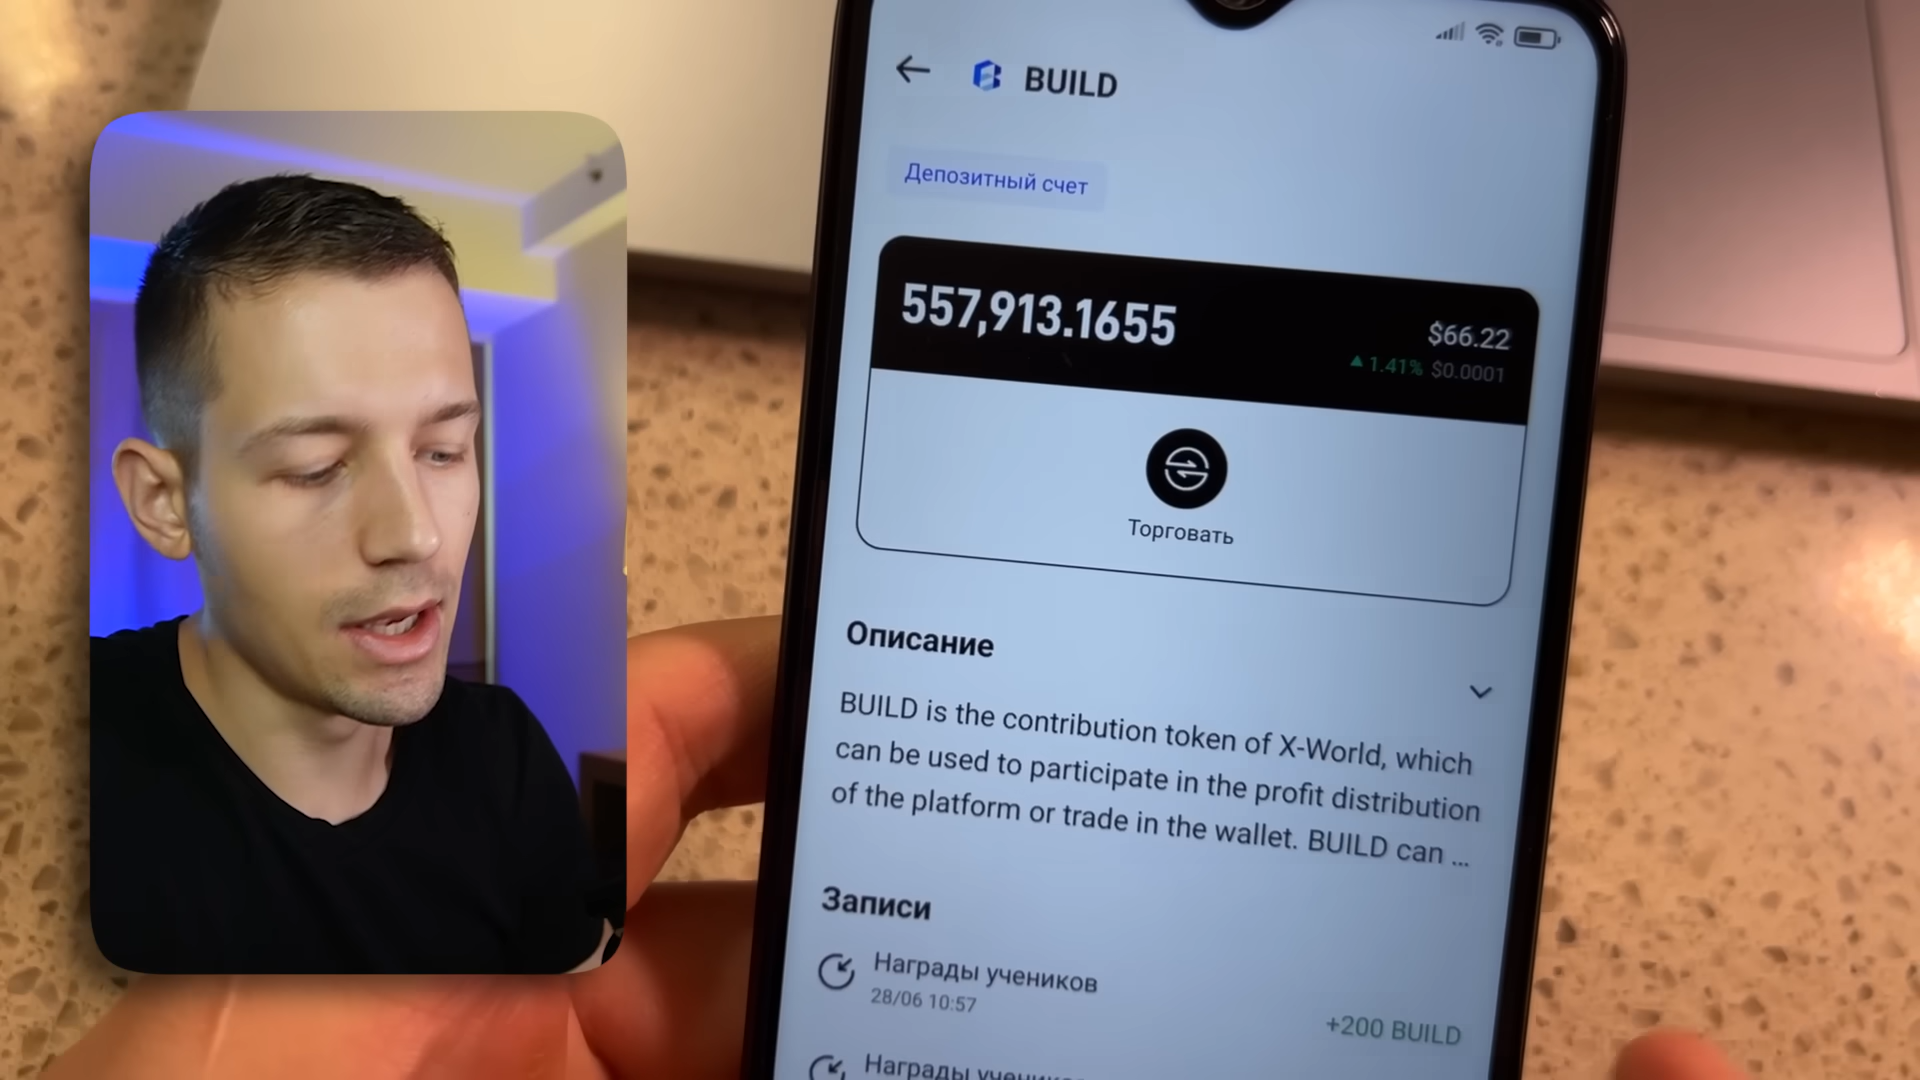 BUILD
Депозитный счет
557,913.1655
$66.22
▲1.41% $0.0001
Торговать
Описание
BUILD is the contribution token of X-World, which
can be used to participate in the profit distribution
of the platform or trade in the wallet. BUILD can ...
Записи
Награды учеников
28/06 10:57
+200 BUILD
Награды учеников